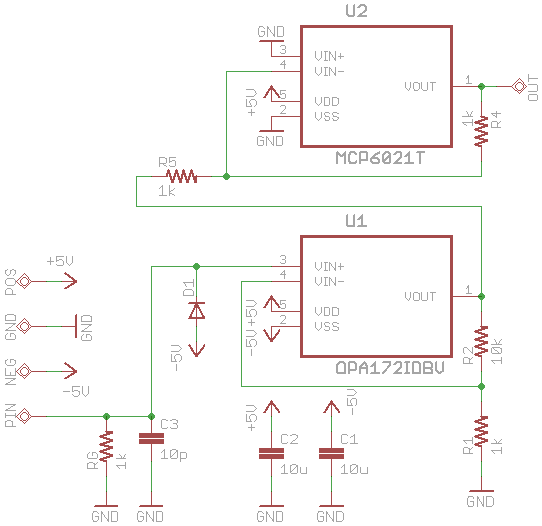 U2
GND
3
VIN+
4
VIN-
VOUT
1
OUT
+5V
5
VDD
2
VSS
GND
1k
R4
MCP6021T
R5
1k
U1
3
VIN+
4
VIN-
VOUT
1
+5V
5
VDD
-5V
2
VSS
OPA172IDBV
D1
-5V
POS
+5V
GND
GND
NEG
-5V
PIN
R2
10k
RG
1k
C3
10p
+5V
C2
10u
-5V
C1
10u
R1
1k
GND
GND
GND
GND
GND